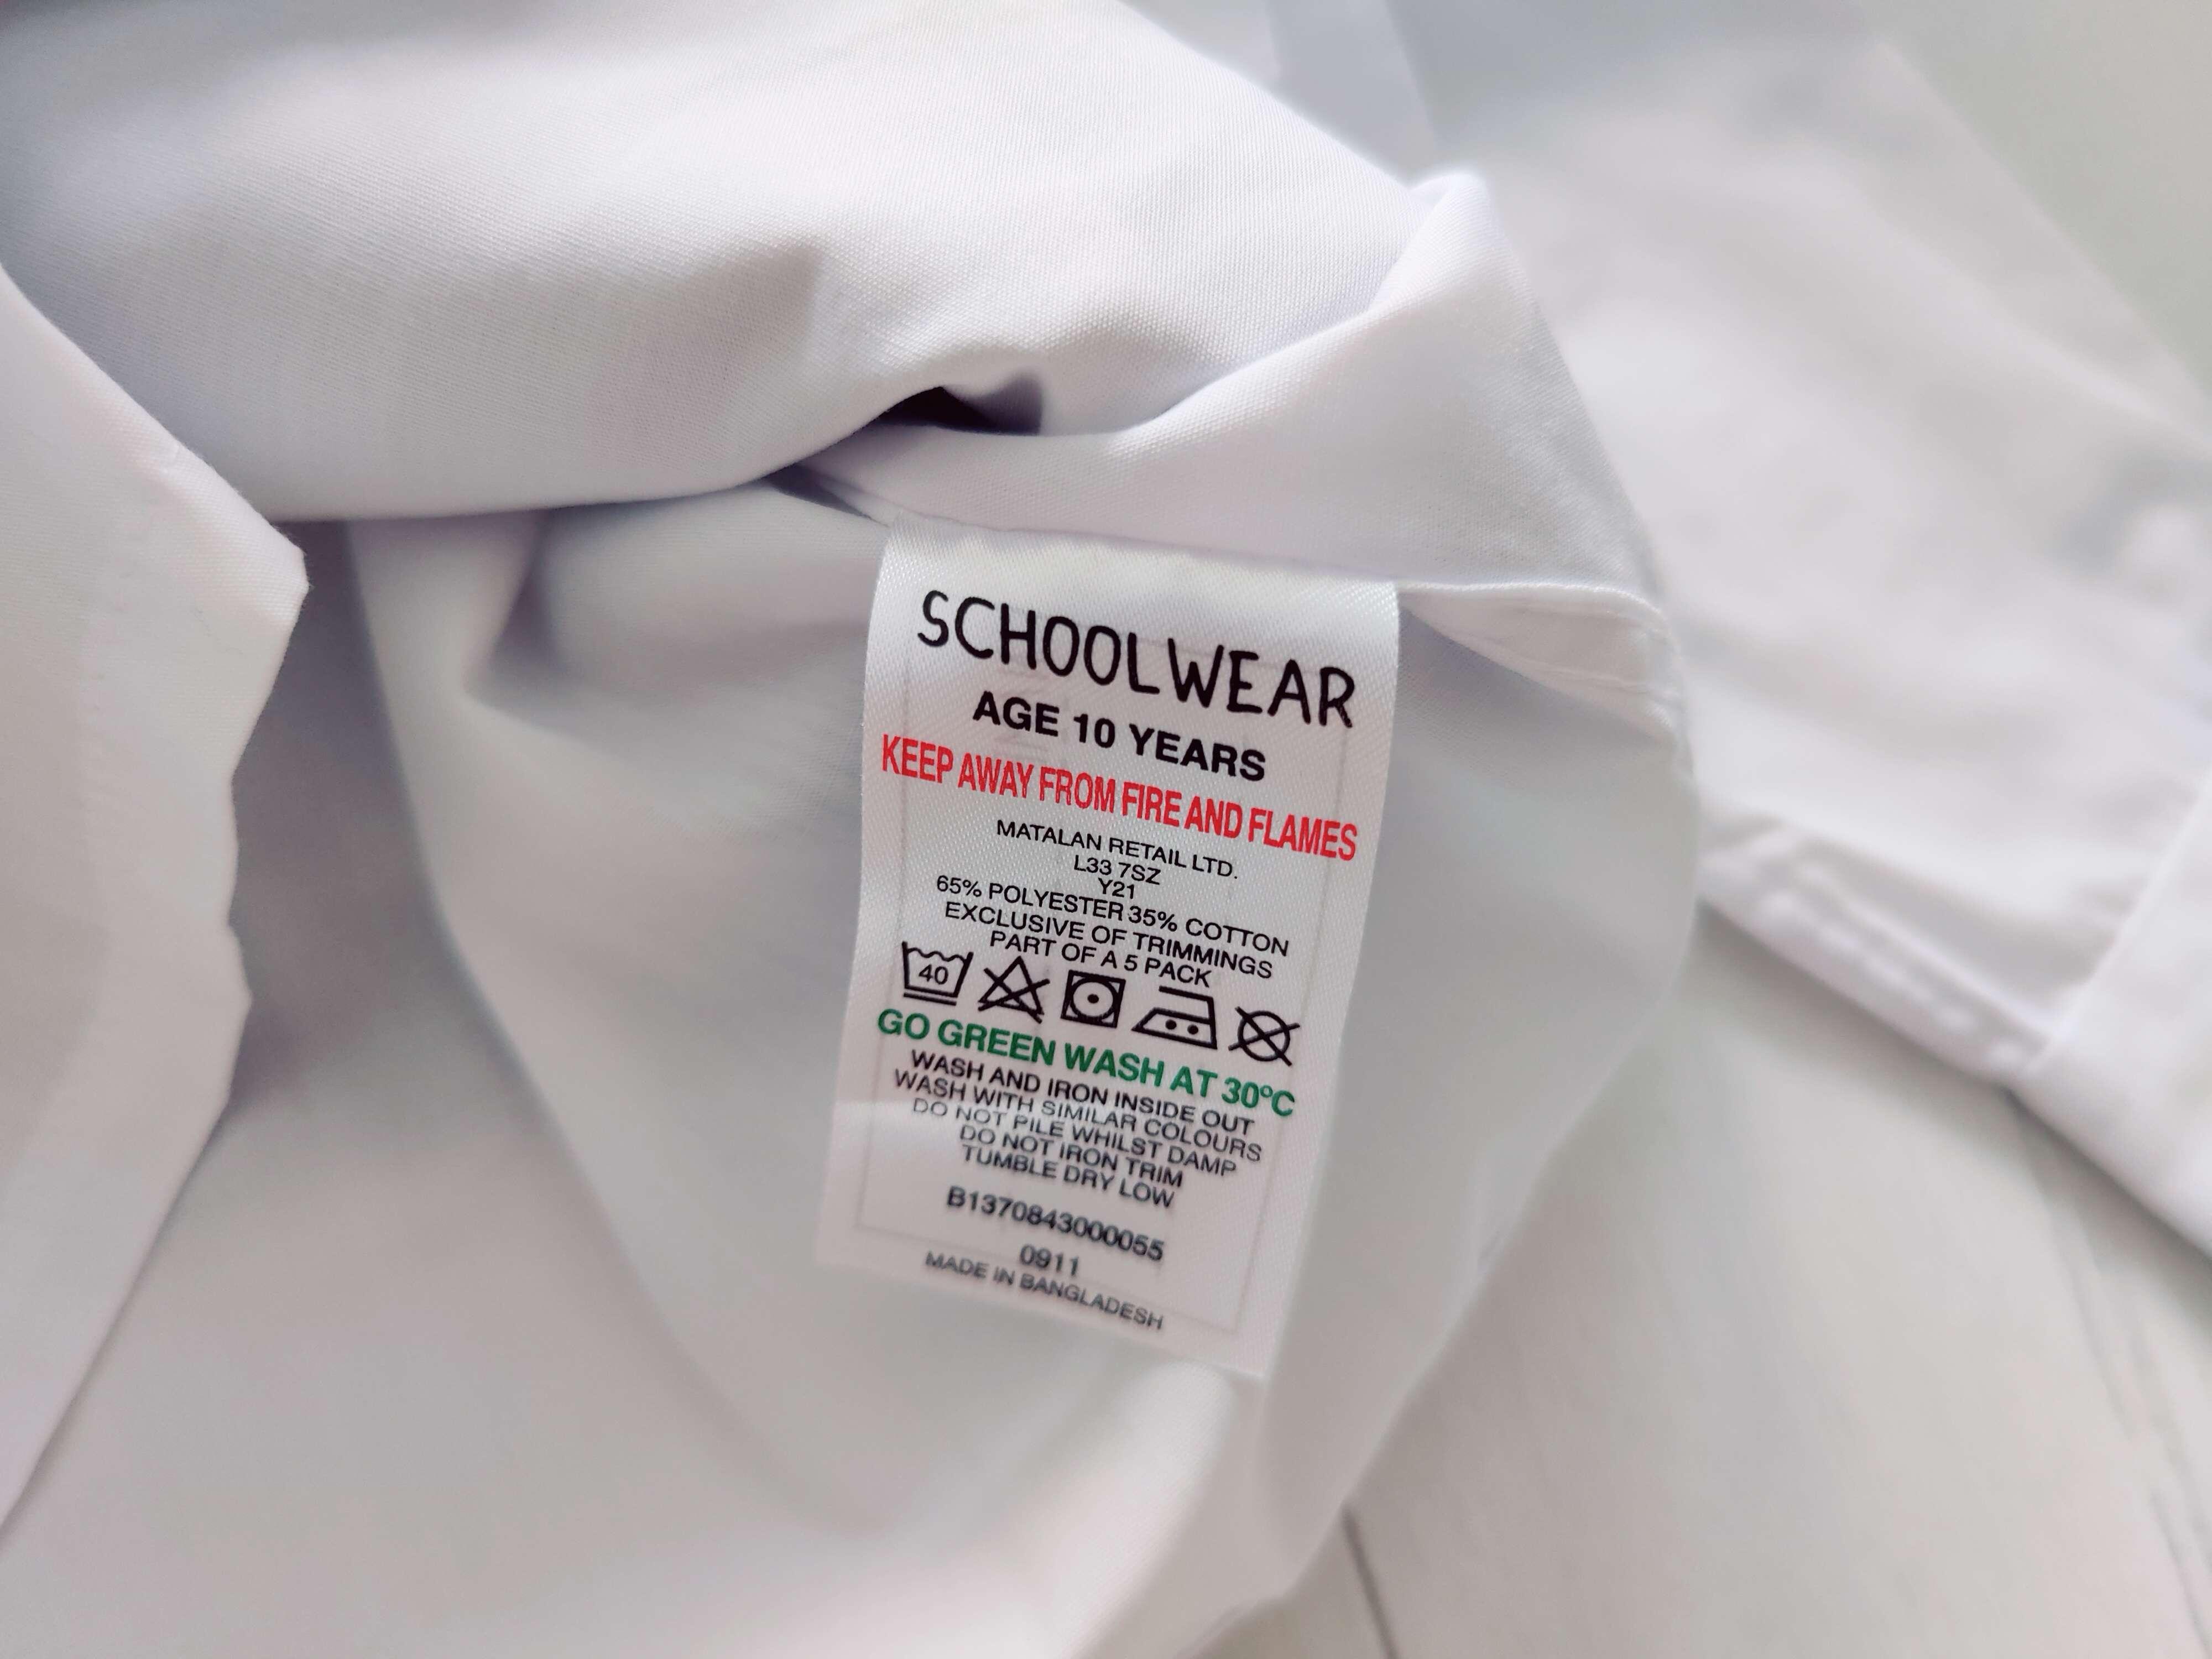 SCHOOLWEAR
AGE 10 YEARS
KEEP AWAY FROM FIRE AND FLAMES
MATALAN RETAIL LTD.
L33 7SZ
Y21
65% POLYESTER 35% COTTON
EXCLUSIVE OF TRIMMINGS
PART OF A 5 PACK
40
GO GREEN WASH AT 30ºC
WASH AND IRON INSIDE OUT
WASH WITH SIMILAR COLOURS
DO NOT PILE WHILST DAMP
DO NOT IRON TRIM
TUMBLE DRY LOW
B1370843000055
0911
MADE IN BANGLADESH